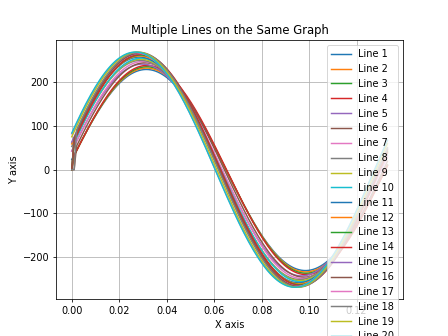 Multiple Lines on the Same Graph
Y axis
200
100
0
−100
−200
0.00
0.02
0.04
0.06
0.08
0.10
X axis
Line 1
Line 2
Line 3
Line 4
Line 5
Line 6
Line 7
Line 8
Line 9
Line 10
Line 11
Line 12
Line 13
Line 14
Line 15
Line 16
Line 17
Line 18
Line 19
Line 20